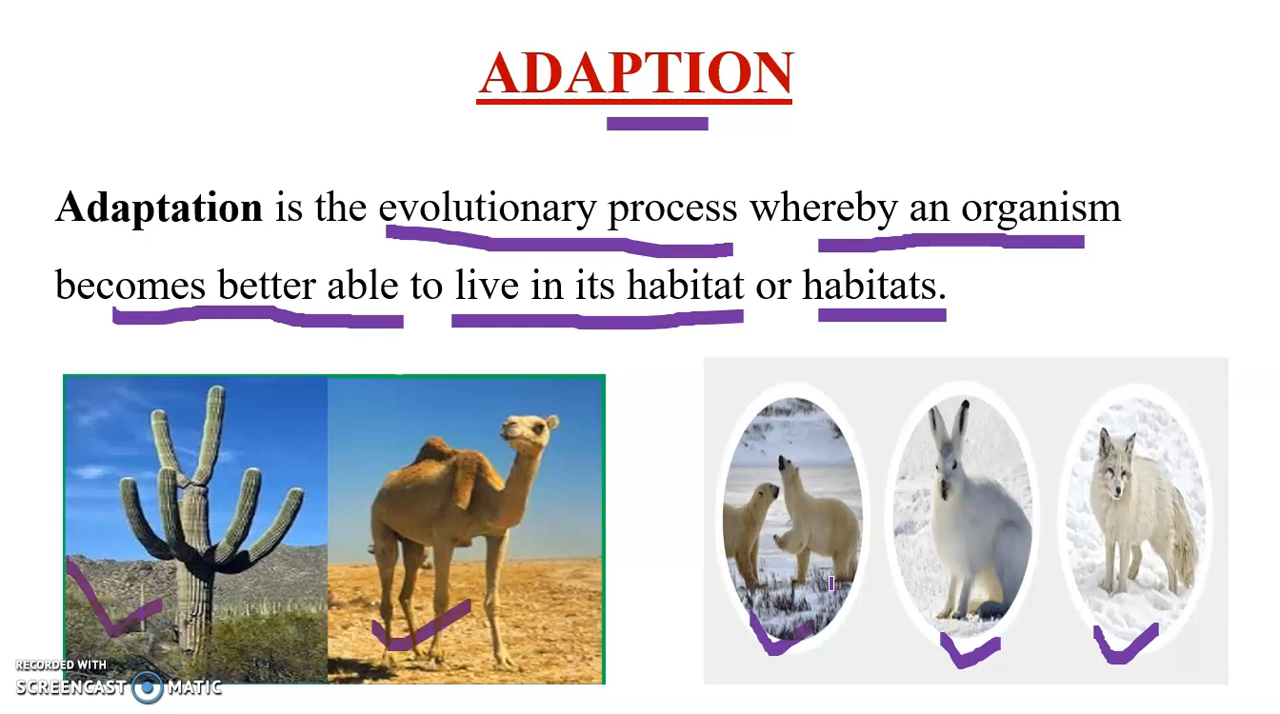 ADAPTION
Adaptation is the evolutionary process whereby an organism
becomes better able to live in its habitat or habitats.
RECORDED WITH
SCREENCAST MATIC